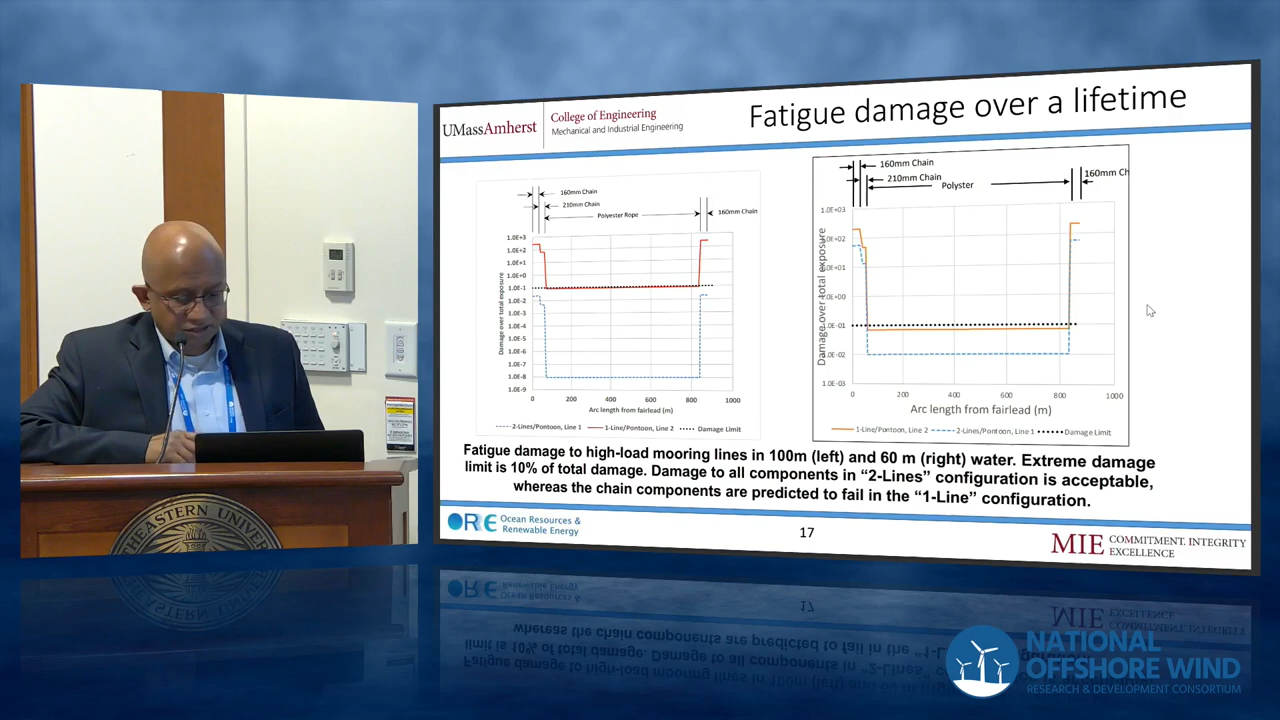 UMassAmherst
College of Engineering
Mechanical and Industrial Engineering
Fatigue damage over a lifetime
160mm Chain
210mm Chain
Polyester Rope
160mm Chain
1.0E+3
1.0E+2
1.0E+1
1.0E+0
1.0E-1
1.0E-2
1.0E-3
1.0E-4
1.0E-5
1.0E-6
1.0E-7
1.0E-8
1.0E-9
Damage over total exposure
0 200 400 600 800 1000
Arc length from fairlead (m)
2-Lines/Pontoon, Line 1 1-Line/Pontoon, Line 2 Damage Limit
160mm Chain
210mm Chain
Polyster
160mm Ch
1.0E+03
1.0E+02
1.0E+01
1.0E+00
1.0E-01
1.0E-02
1.0E-03
Damage over total exposure
0 200 400 600 800 1000
Arc length from fairlead (m)
1-Line/Pontoon, Line 2 2-Lines/Pontoon, Line 1 Damage Limit
Fatigue damage to high-load mooring lines in 100m (left) and 60 m (right) water. Extreme damage
limit is 10% of total damage. Damage to all components in “2-Lines” configuration is acceptable,
whereas the chain components are predicted to fail in the “1-Line” configuration.
ORE Ocean Resources &
Renewable Energy
17
MIE COMMITMENT. INTEGRITY
EXCELLENCE
HEASTERN UNIVE
NATIONAL
OFFSHORE WIND
RESEARCH & DEVELOPMENT CONSORTIUM